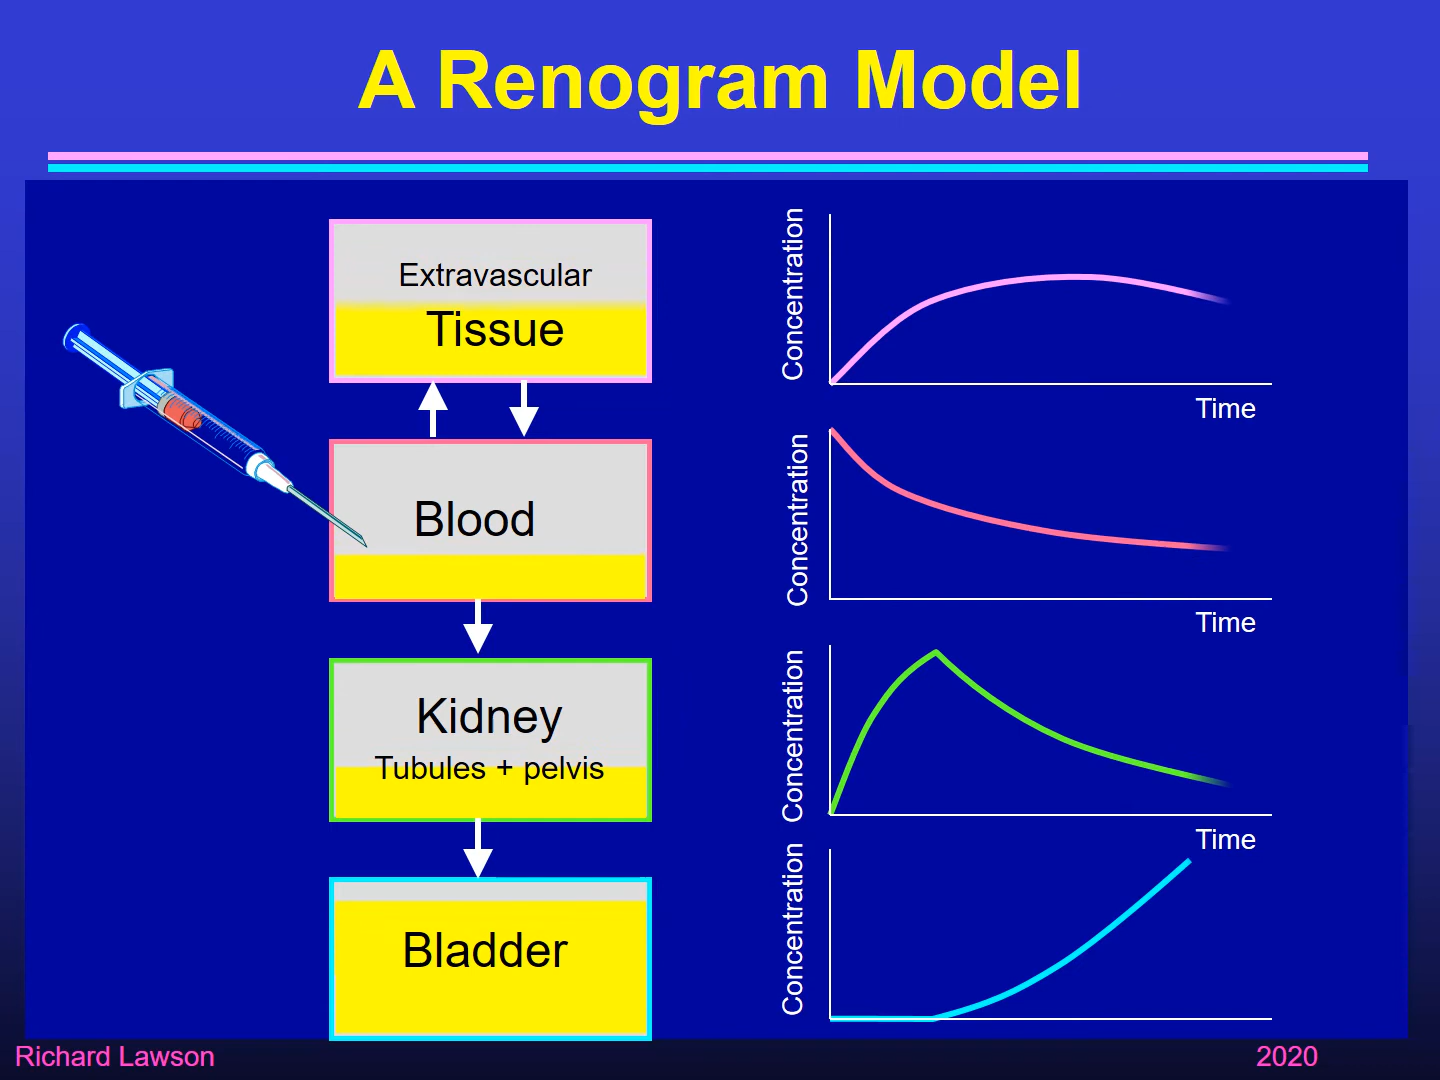 A Renogram Model
Extravascular
Tissue
Blood
Kidney
Tubules + pelvis
Bladder
Concentration
Time
Concentration
Time
Concentration
Time
Concentration
Richard Lawson
2020